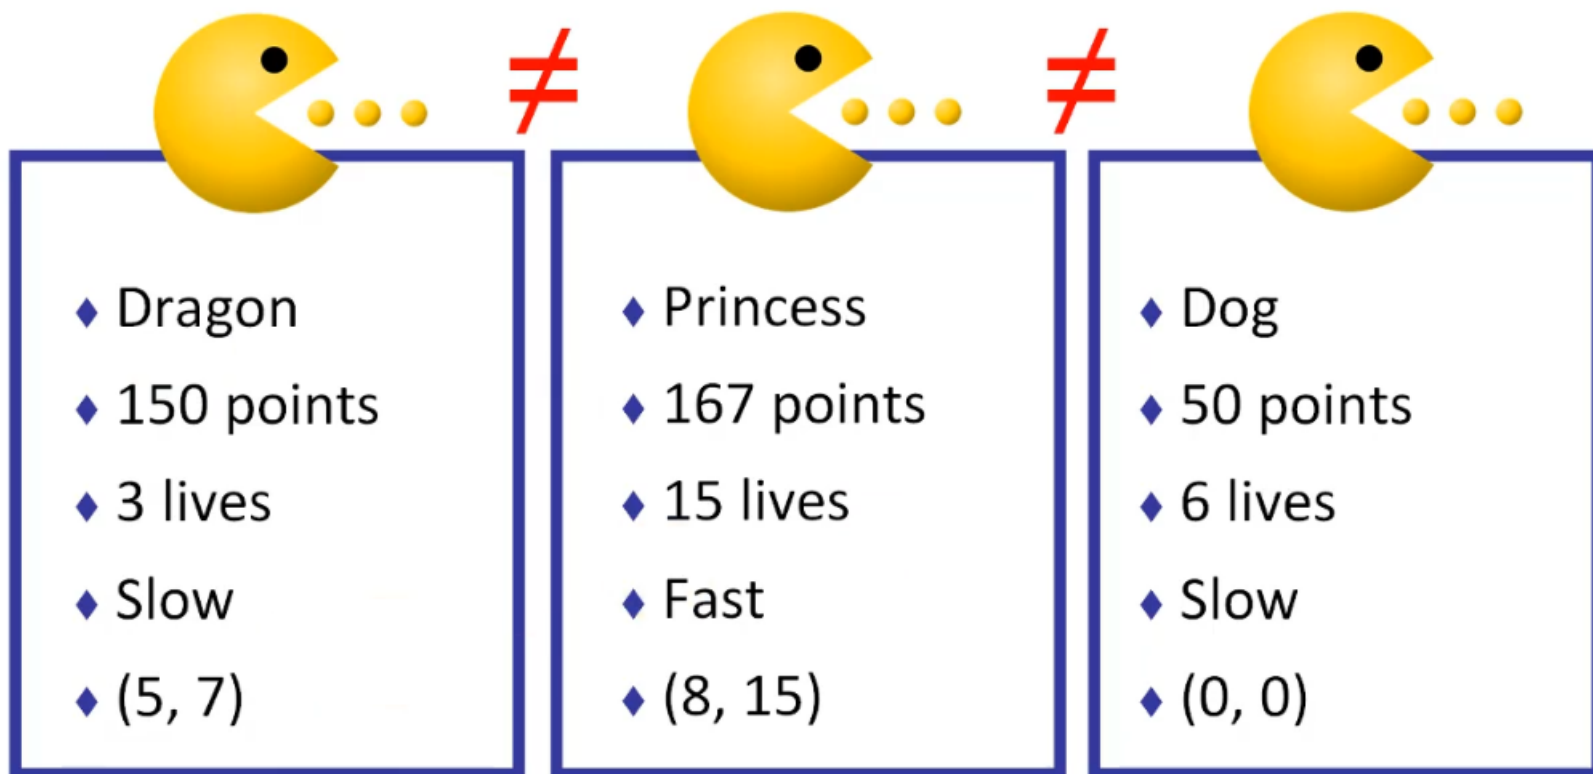 ≠ ≠
Dragon
150 points
3 lives
Slow
(5, 7)
Princess
167 points
15 lives
Fast
(8, 15)
Dog
50 points
6 lives
Slow
(0, 0)